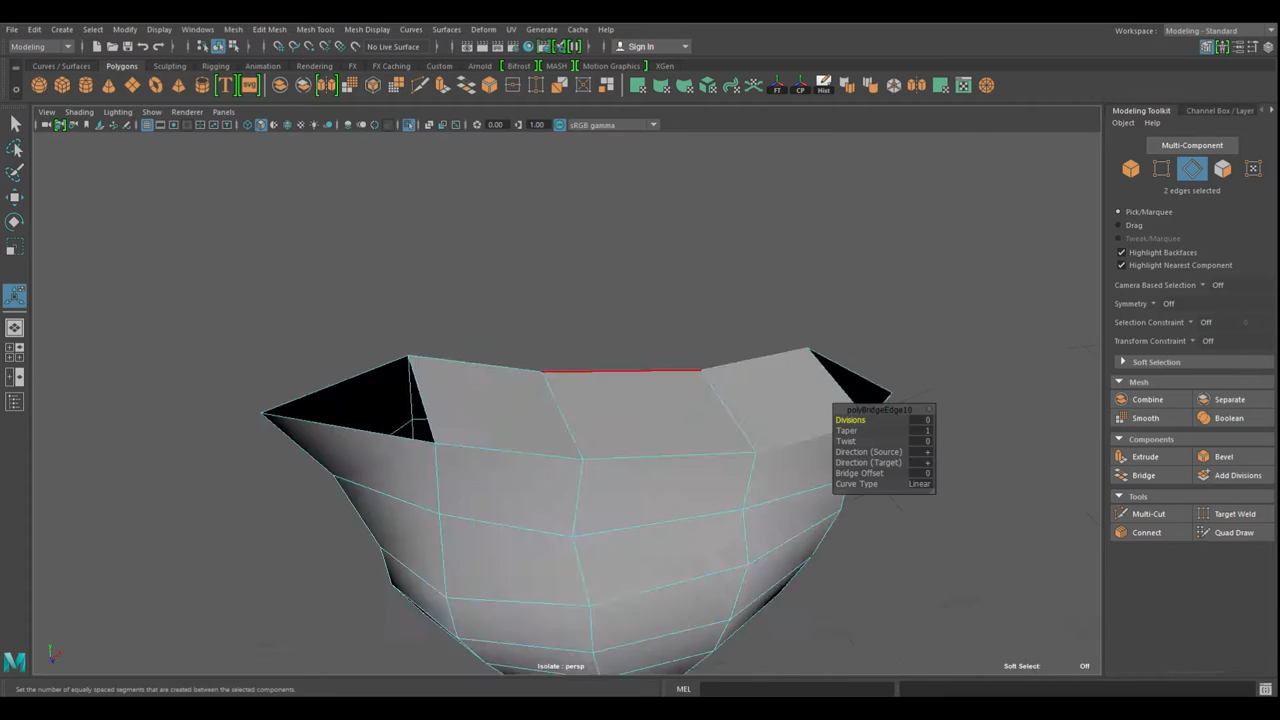 File Edit Create Select Modify Display Windows Mesh Edit Mesh Mesh Tools Mesh Display Curves Surfaces Deform UV Generate Cache Help
Workspace : Modeling - Standard
Modeling No Live Surface Sign In
Curves / Surfaces Polygons Sculpting Rigging Animation Rendering FX FX Caching Custom Arnold Bifrost MASH Motion Graphics XGen
T SVG FT CP Hist
View Shading Lighting Show Renderer Panels
0.00 1.00 sRGB gamma
Modeling Toolkit Channel Box / Layer
Object Help
Multi-Component
2 edges selected
Pick/Marquee
Drag
Tweak/Marquee
Highlight Backfaces
Highlight Nearest Component
Camera Based Selection Off
Symmetry Off
Selection Constraint Off 0
Transform Constraint Off
Soft Selection
Mesh
Combine Separate
Smooth Boolean
Components
Extrude Bevel
Bridge Add Divisions
Tools
Multi-Cut Target Weld
Connect Quad Draw
polyBridgeEdge10
Divisions 0
Taper 1
Twist 0
Direction (Source) +
Direction (Target) +
Bridge Offset 0
Curve Type Linear
Isolate : persp
Soft Select: Off
Set the number of equally spaced segments that are created between the selected components.
MEL